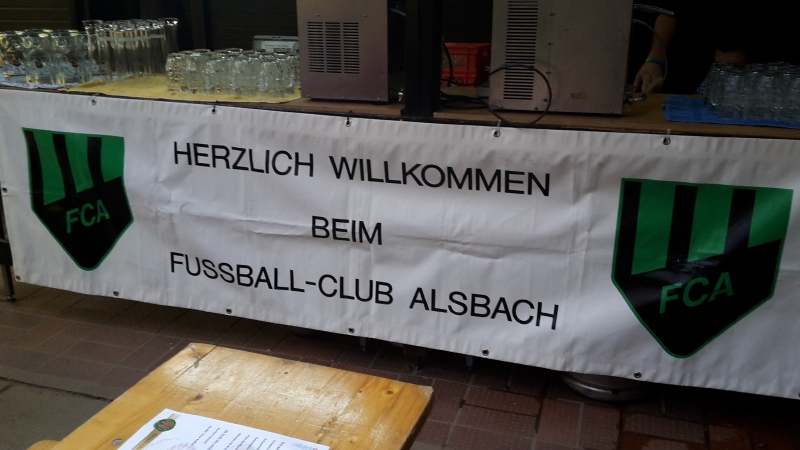 HERZLICH WILLKOMMEN
BEIM
FUSSBALL-CLUB ALSBACH
FCA
FCA